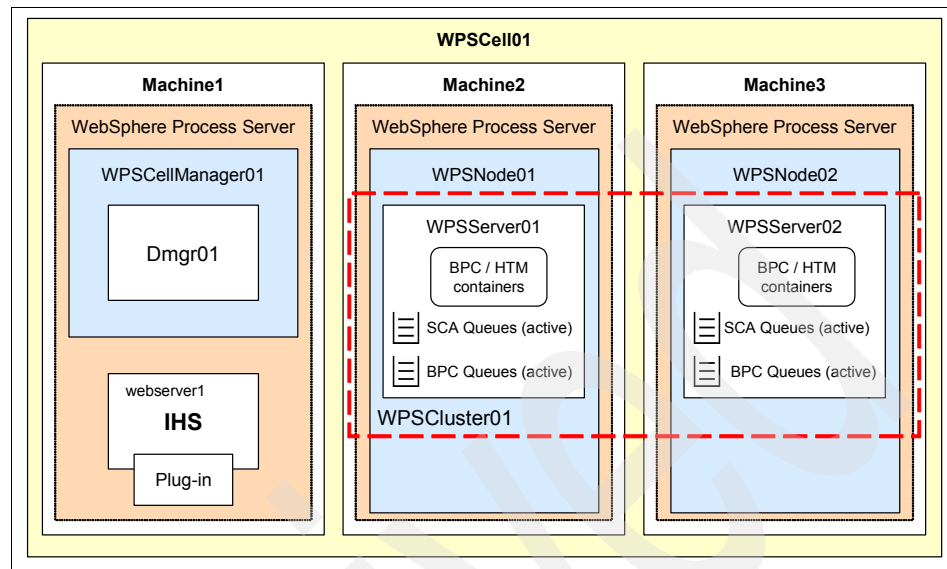 WPSCell01
Machine1
WebSphere Process Server
WPSCellManager01
Dmgr01
webserver1
IHS
Plug-in
Machine2
WebSphere Process Server
WPSNode01
WPSServer01
BPC / HTM
containers
SCA Queues (active)
BPC Queues (active)
WPSCluster01
Machine3
WebSphere Process Server
WPSNode02
WPSServer02
BPC / HTM
containers
SCA Queues (active)
BPC Queues (active)